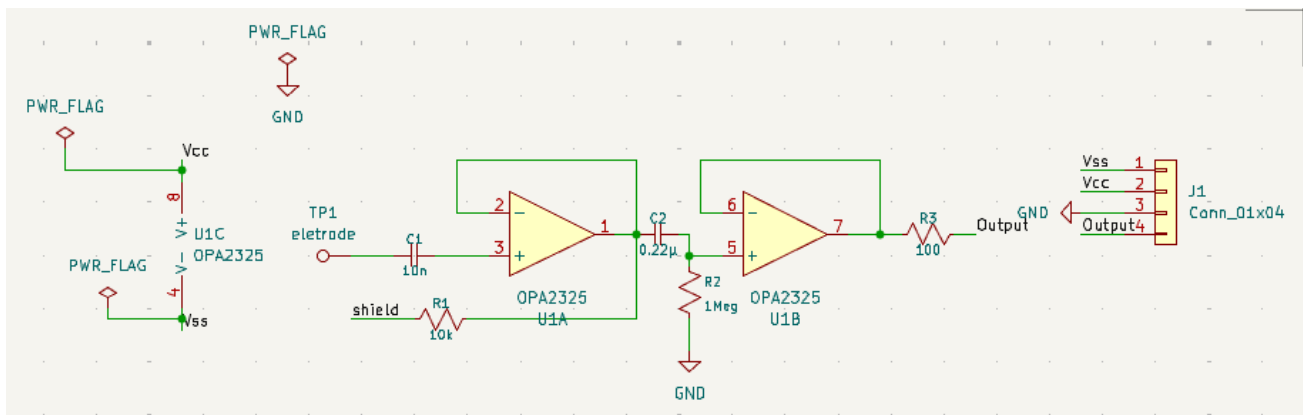 PWR_FLAG
GND
PWR_FLAG
Vcc
8
V+
U1C
OPA2325
V-
PWR_FLAG
4
Vss
TP1
eletrode
C1
10n
2
3
1
OPA2325
U1A
shield
R1
10k
C2
0.22µ
R2
1Meg
GND
6
5
7
OPA2325
U1B
R3
100
Output
Vss 1
Vcc 2
GND 3
Output 4
J1
Conn_01x04